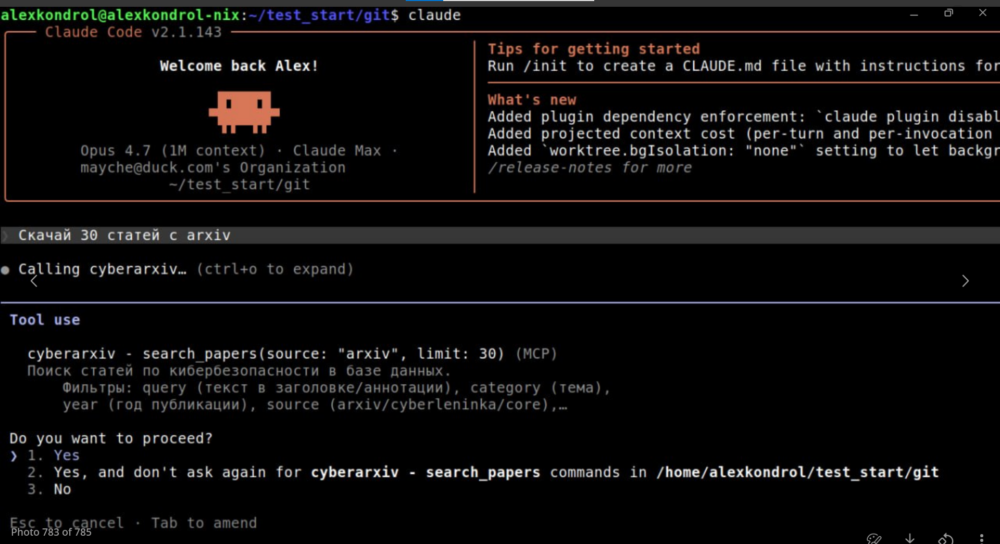 alexkondrol@alexkondrol-nix:~/test_start/git$ claude
Claude Code v2.1.143
Welcome back Alex!
Opus 4.7 (1M context) · Claude Max ·
mayche@duck.com's Organization
~/test_start/git
Tips for getting started
Run /init to create a CLAUDE.md file with instructions for
What's new
Added plugin dependency enforcement: `claude plugin disabl
Added projected context cost (per-turn and per-invocation
Added `worktree.bgIsolation: "none"` setting to let backgr
/release-notes for more
❯ Скачай 30 статей с arxiv
● Calling cyberarxiv… (ctrl+o to expand)
Tool use
cyberarxiv - search_papers(source: "arxiv", limit: 30) (MCP)
Поиск статей по кибербезопасности в базе данных.
Фильтры: query (текст в заголовке/аннотации), category (тема),
year (год публикации), source (arxiv/cyberleninka/core),…
Do you want to proceed?
❯ 1. Yes
2. Yes, and don't ask again for cyberarxiv - search_papers commands in /home/alexkondrol/test_start/git
3. No
Esc to cancel · Tab to amend
Photo 783 of 785